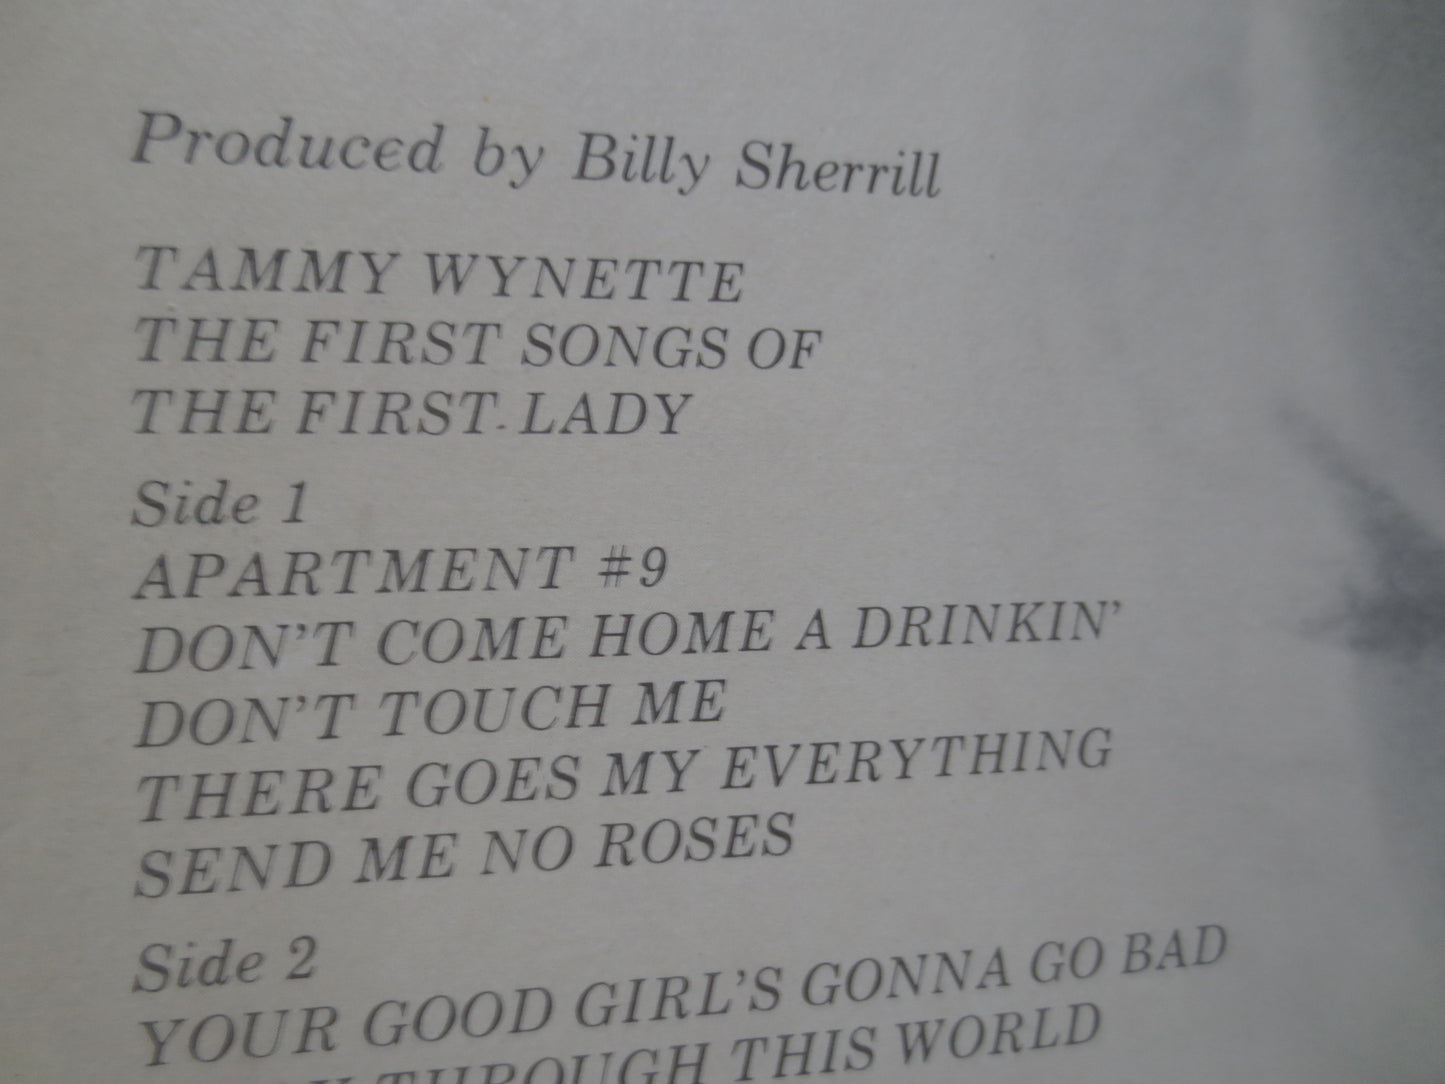 Produced by Billy Sherrill
TAMMY WYNETTE
THE FIRST SONGS OF
THE FIRST LADY
Side 1
APARTMENT #9
DON'T COME HOME A DRINKIN'
DON'T TOUCH ME
THERE GOES MY EVERYTHING
SEND ME NO ROSES
Side 2
YOUR GOOD GIRL'S GONNA GO BAD
THROUGH THIS WORLD